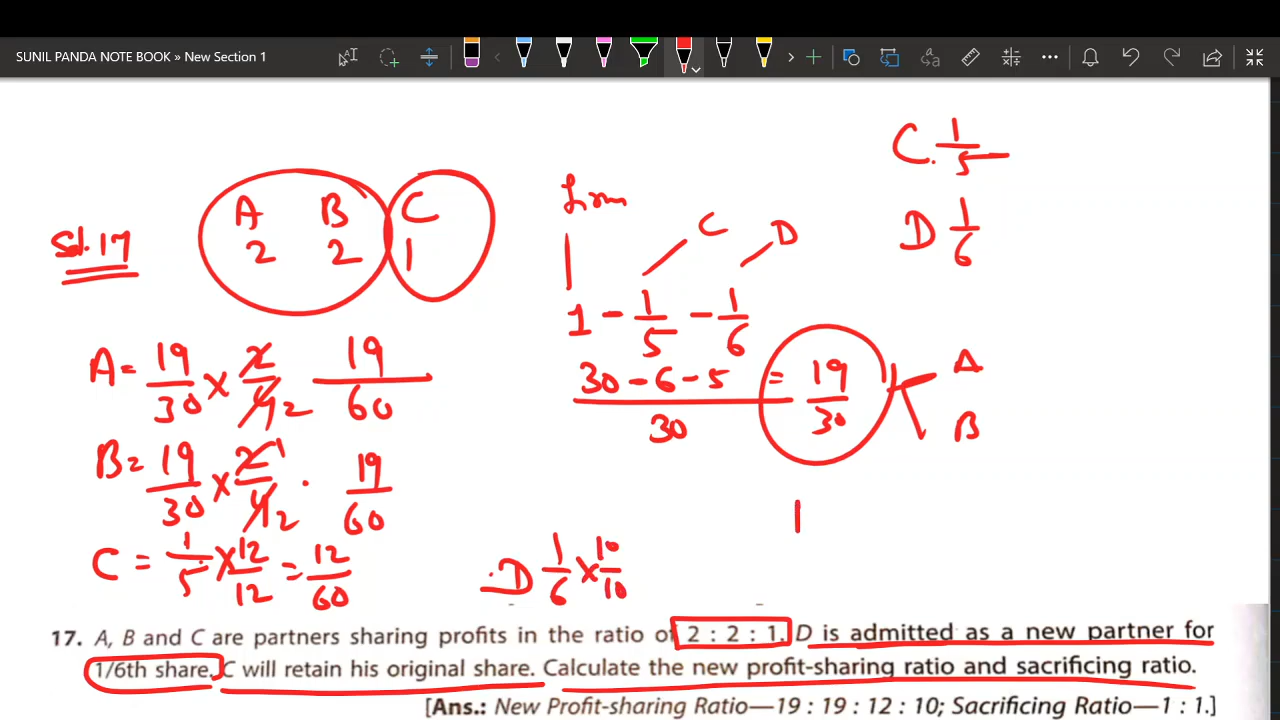 SUNIL PANDA NOTE BOOK » New Section 1
C. 1/5
D 1/6
Sol. 17
A B C
2 2 1
firm
C D
1 - 1/5 - 1/6
30 - 6 - 5 / 30 = 19/30
A
B
A = 19/30 × 2/4 2 19/60
B = 19/30 × 2/4 1 2 . 19/60
C = 1/5 × 12/12 = 12/60
D 1/6 × 10/10
17. A, B and C are partners sharing profits in the ratio of 2 : 2 : 1. D is admitted as a new partner for
1/6th share. C will retain his original share. Calculate the new profit-sharing ratio and sacrificing ratio.
[Ans.: New Profit-sharing Ratio—19 : 19 : 12 : 10; Sacrificing Ratio—1 : 1.]